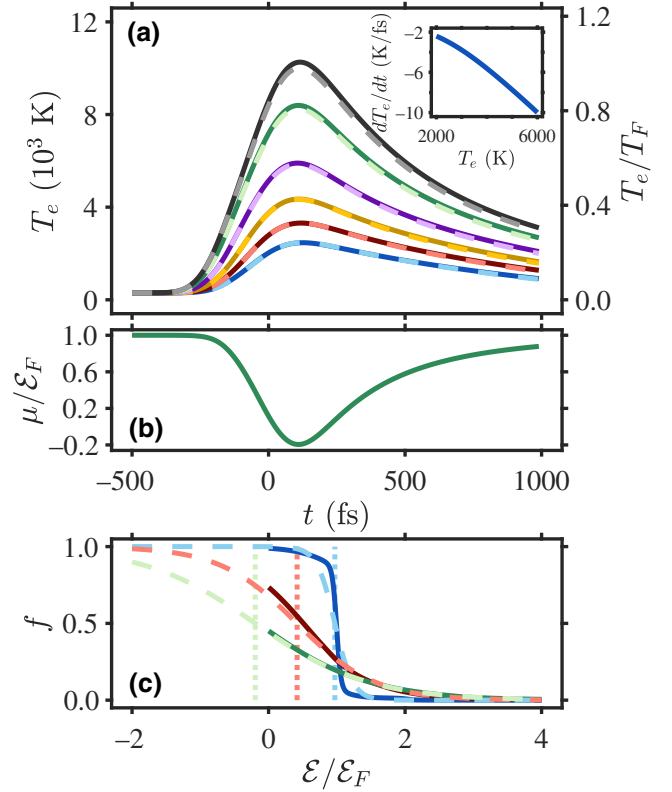 (a)
12
8
4
0
T_e (10^3 K)
1.2
0.8
0.4
0.0
T_e/T_F
−2
−6
−10
dT_e/dt (K/fs)
2000 6000
T_e (K)
(b)
1.0
0.6
0.2
−0.2
μ/ℰ_F
−500 0 500 1000
t (fs)
(c)
1.0
0.5
0.0
f
−2 0 2 4
ℰ/ℰ_F